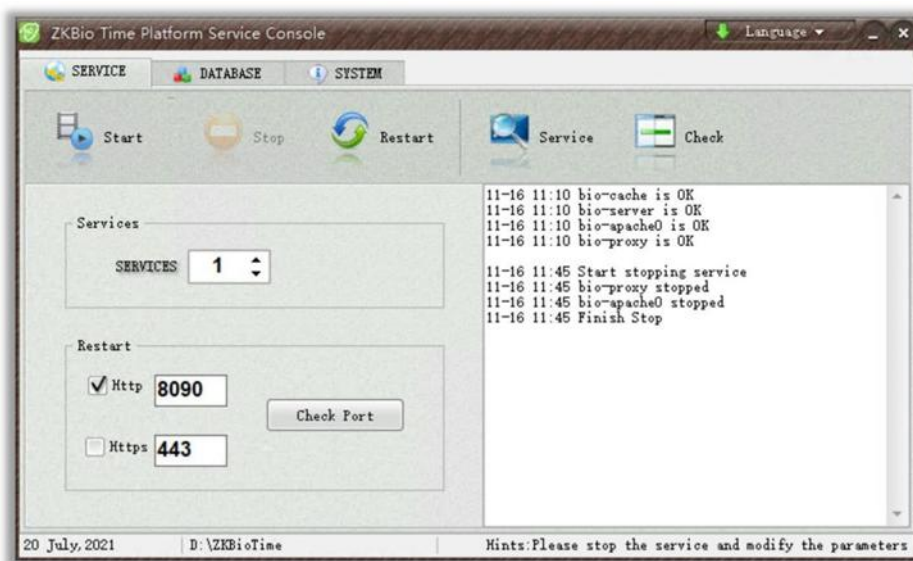 ZKBio Time Platform Service Console
Language
SERVICE
DATABASE
SYSTEM
Start
Stop
Restart
Service
Check
Services
SERVICES 1
Restart
Http 8090
Https 443
Check Port
11-16 11:10 bio-cache is OK
11-16 11:10 bio-server is OK
11-16 11:10 bio-apache0 is OK
11-16 11:10 bio-proxy is OK
11-16 11:45 Start stopping service
11-16 11:45 bio-proxy stopped
11-16 11:45 bio-apache0 stopped
11-16 11:45 Finish Stop
20 July,2021
D:\ZKBioTime
Hints:Please stop the service and modify the parameters